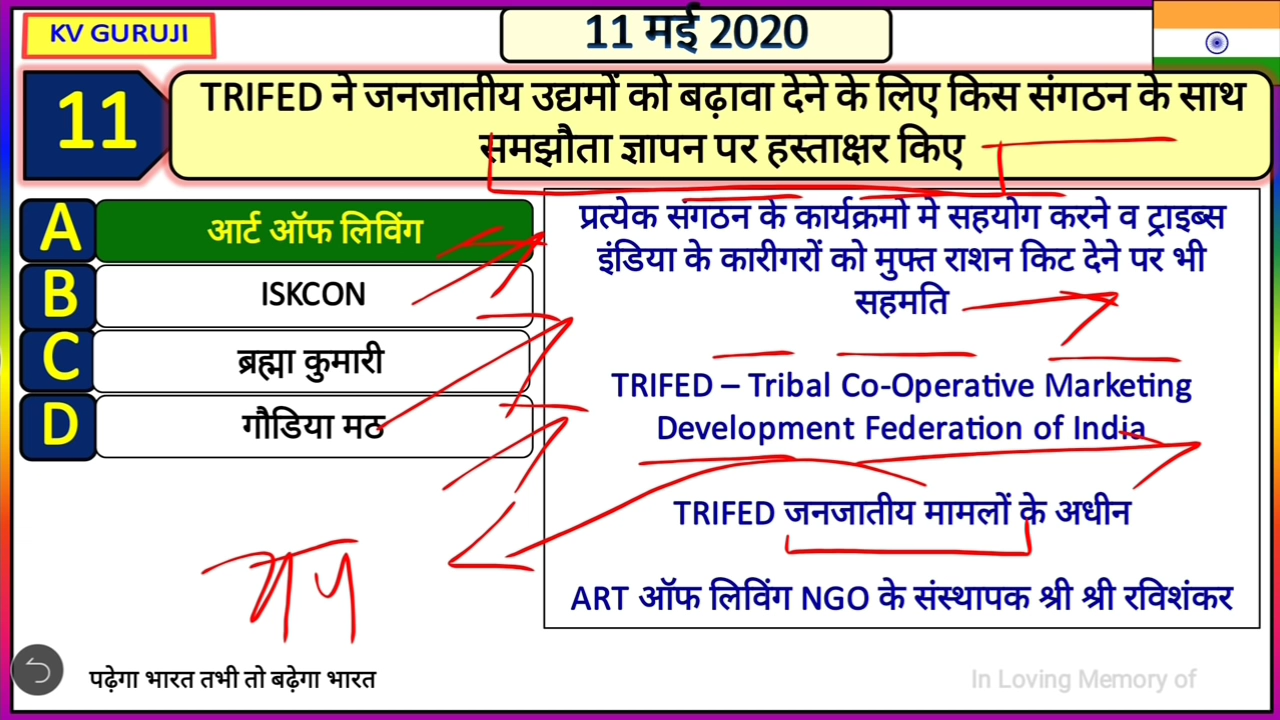 KV GURUJI
11 मई 2020
11
TRIFED ने जनजातीय उद्यमों को बढ़ावा देने के लिए किस संगठन के साथ
समझौता ज्ञापन पर हस्ताक्षर किए
A
आर्ट ऑफ लिविंग
B
ISKCON
C
ब्रह्मा कुमारी
D
गौडिया मठ
प्रत्येक संगठन के कार्यक्रमो मे सहयोग करने व ट्राइब्स
इंडिया के कारीगरों को मुफ्त राशन किट देने पर भी
सहमति
TRIFED – Tribal Co-Operative Marketing
Development Federation of India
TRIFED जनजातीय मामलों के अधीन
ART ऑफ लिविंग NGO के संस्थापक श्री श्री रविशंकर
पढ़ेगा भारत तभी तो बढ़ेगा भारत
In Loving Memory of